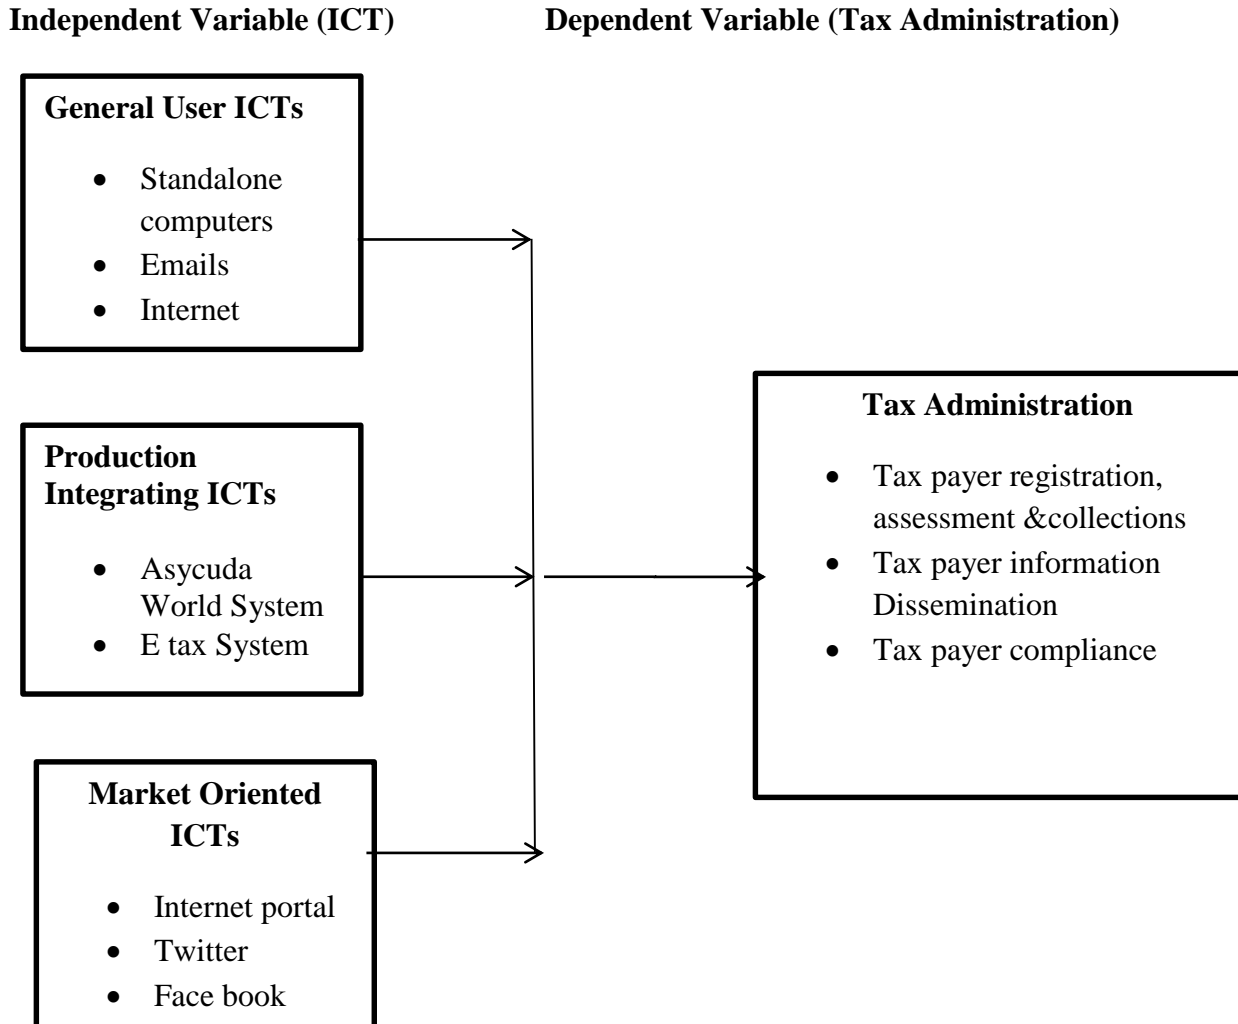 Independent Variable (ICT)
Dependent Variable (Tax Administration)
General User ICTs
• Standalone
computers
• Emails
• Internet
Production
Integrating ICTs
• Asycuda
World System
• E tax System
Market Oriented
ICTs
• Internet portal
• Twitter
• Face book
Tax Administration
• Tax payer registration,
assessment &collections
• Tax payer information
Dissemination
• Tax payer compliance